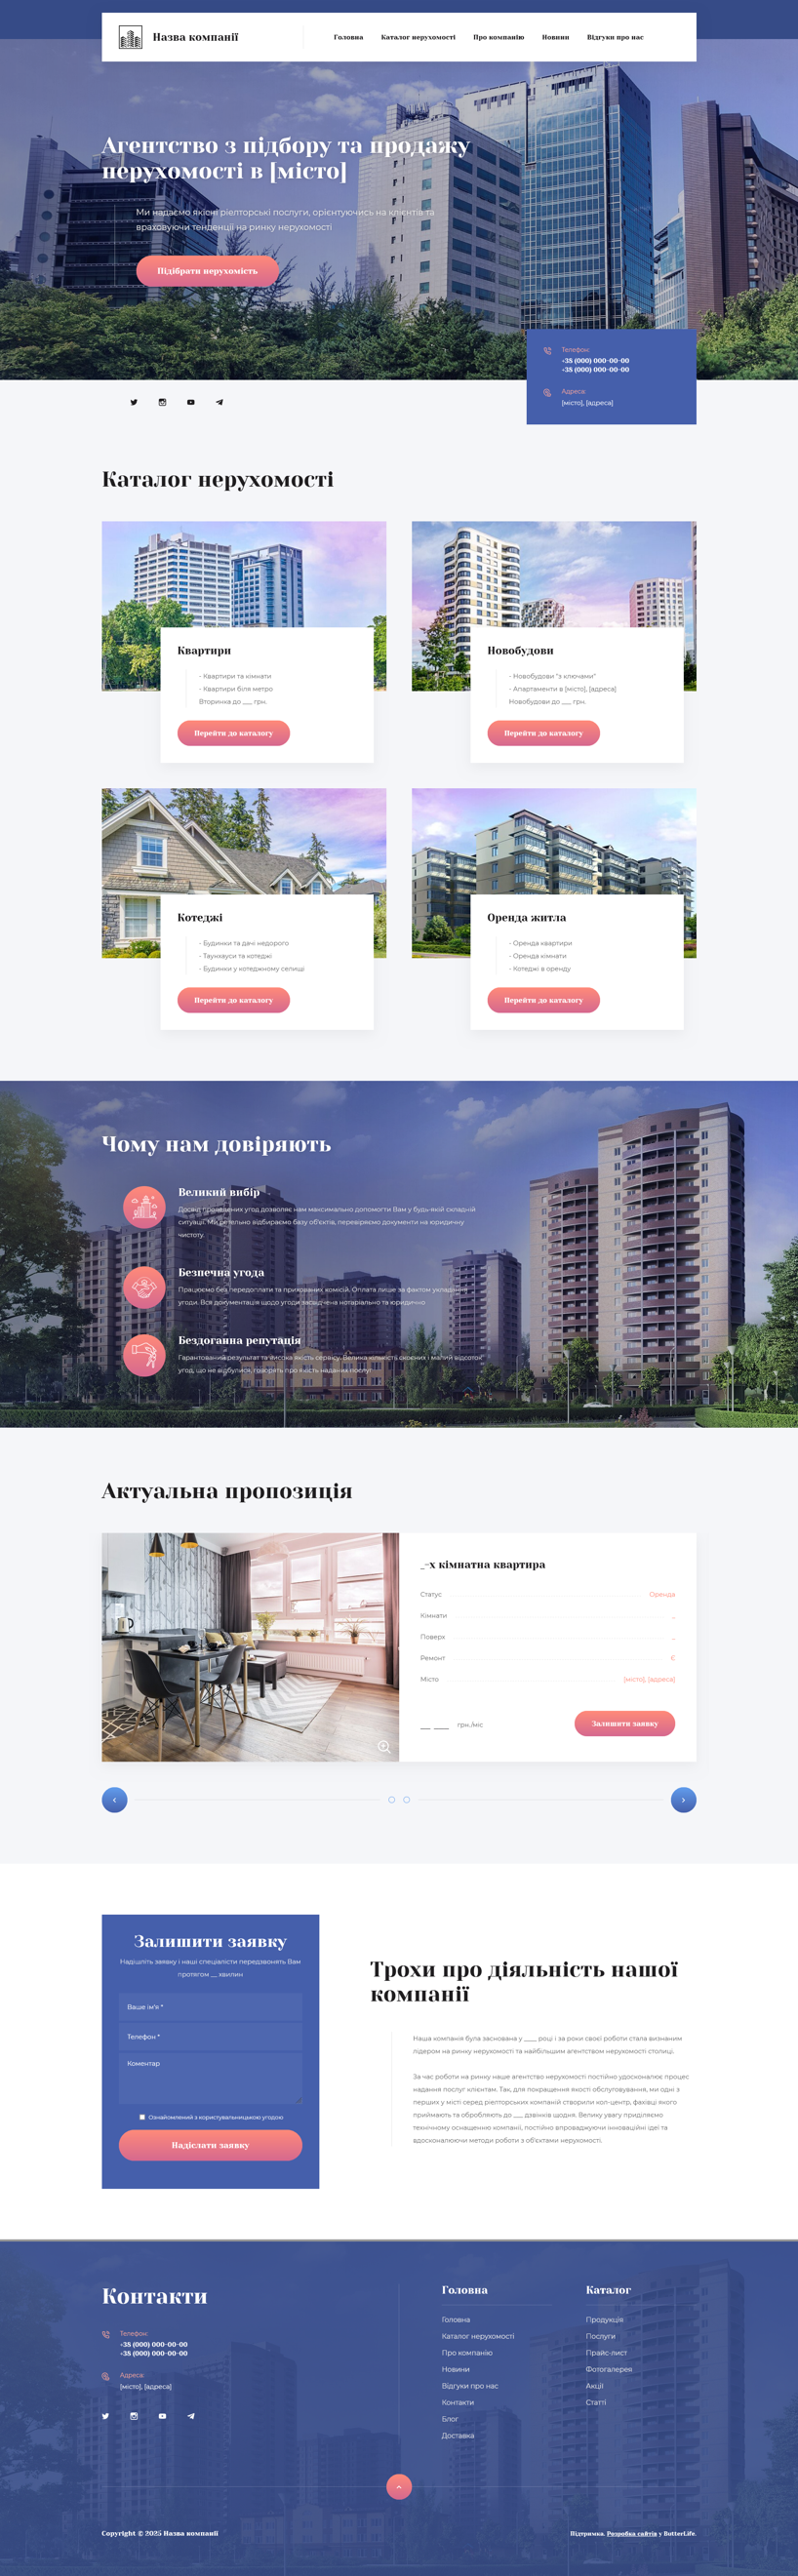 Назва компанії
Головна
Каталог нерухомості
Про компанію
Новини
Відгуки про нас
Агентство з підбору та продажу
нерухомості в [місто]
Ми надаємо якісні рієлторські послуги, орієнтуючись на клієнтів та
враховуючи тенденції на ринку нерухомості
Підібрати нерухомість
Телефон:
+38 (000) 000-00-00
+38 (000) 000-00-00
Адреса:
[місто], [адреса]
Каталог нерухомості
Квартири
- Квартири та кімнати
- Квартири біля метро
Вторинка до ___ грн.
Перейти до каталогу
Новобудови
- Новобудови "з ключами"
- Апартаменти в [місто], [адреса]
Новобудови до ___ грн.
Перейти до каталогу
Котеджі
- Будинки та дачі недорого
- Таунхауси та котеджі
- Будинки у котеджному селищі
Перейти до каталогу
Оренда житла
- Оренда квартири
- Оренда кімнати
- Котеджі в оренду
Перейти до каталогу
Чому нам довіряють
Великий вибір
Досвід проведених угод дозволяє нам максимально допомогти Вам у будь-якій складній
ситуації. Ми ретельно відбираємо базу об'єктів, перевіряємо документи на юридичну
чистоту.
Безпечна угода
Працюємо без передоплати та прихованих комісій. Оплата лише за фактом укладання
угоди. Вся документація щодо угоди засвідчена нотаріально та юридично
Бездоганна репутація
Гарантований результат та висока якість сервісу. Велика кількість скоєних і малий відсоток
угод, що не відбулися, говорять про якість наданих послуг
Актуальна пропозиція
_-х кімнатна квартира
Статус Оренда
Кімнати _
Поверх _
Ремонт Є
Місто [місто], [адреса]
__ ___ грн./міс
Залишити заявку
Залишити заявку
Надішліть заявку і наші спеціалісти передзвонять Вам
протягом __ хвилин
Ваше ім'я *
Телефон *
Коментар
Ознайомлений з користувальницькою угодою
Надіслати заявку
Трохи про діяльність нашої
компанії
Наша компанія була заснована у ____ році і за роки своєї роботи стала визнаним
лідером на ринку нерухомості та найбільшим агентством нерухомості столиці.
За час роботи на ринку наше агентство нерухомості постійно удосконалює процес
надання послуг клієнтам. Так, для покращення якості обслуговування, ми одні з
перших у місті серед рієлторських компаній створили кол-центр, фахівці якого
приймають та обробляють до ___ дзвінків щодня. Велику увагу приділяємо
технічному оснащенню компанії, постійно впроваджуючи інноваційні ідеї та
вдосконалюючи методи роботи з об'єктами нерухомості.
Контакти
Телефон:
+38 (000) 000-00-00
+38 (000) 000-00-00
Адреса:
[місто], [адреса]
Головна
Головна
Каталог нерухомості
Про компанію
Новини
Відгуки про нас
Контакти
Блог
Доставка
Каталог
Продукція
Послуги
Прайс-лист
Фотогалерея
Акції
Статті
Copyright © 2025 Назва компанії
Підтримка. Розробка сайтів у ButterLife.